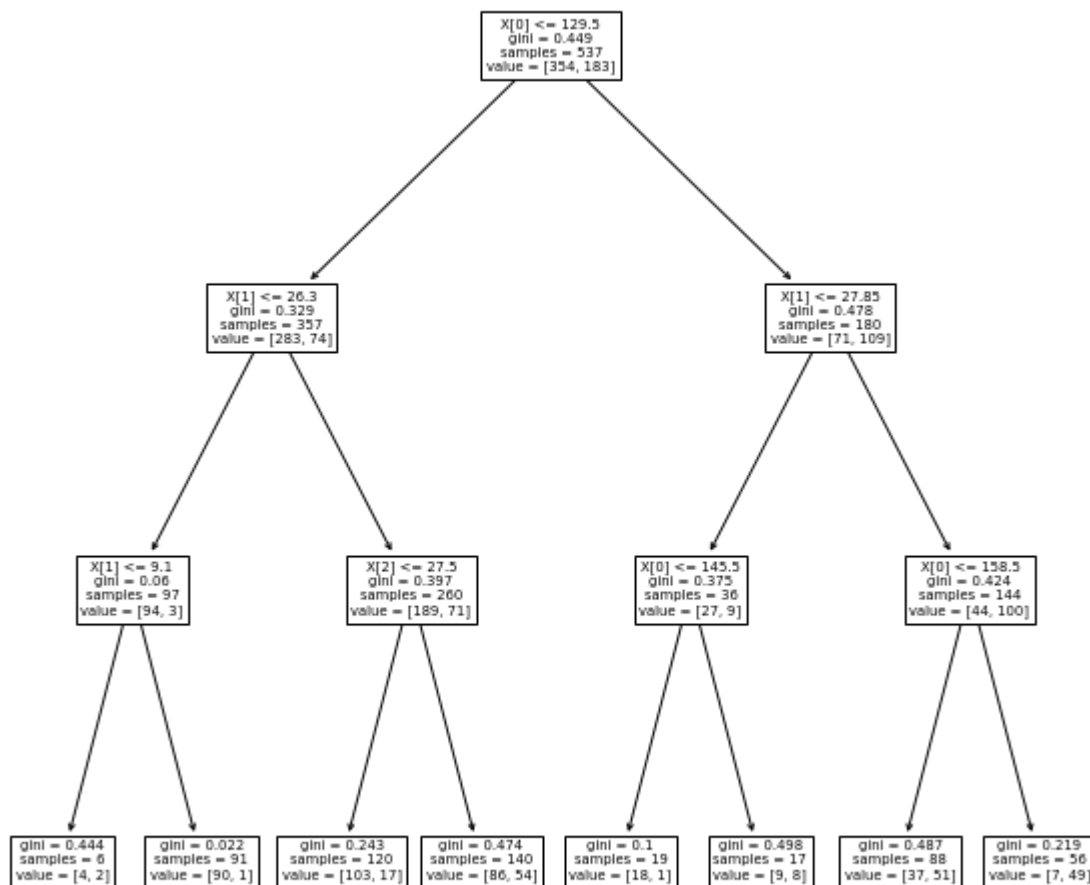 X[0] <= 129.5
gini = 0.449
samples = 537
value = [354, 183]
X[1] <= 26.3
gini = 0.329
samples = 357
value = [283, 74]
X[1] <= 27.85
gini = 0.478
samples = 180
value = [71, 109]
X[1] <= 9.1
gini = 0.06
samples = 97
value = [94, 3]
X[2] <= 27.5
gini = 0.397
samples = 260
value = [189, 71]
X[0] <= 145.5
gini = 0.375
samples = 36
value = [27, 9]
X[0] <= 158.5
gini = 0.424
samples = 144
value = [44, 100]
gini = 0.444
samples = 6
value = [4, 2]
gini = 0.022
samples = 91
value = [90, 1]
gini = 0.243
samples = 120
value = [103, 17]
gini = 0.474
samples = 140
value = [86, 54]
gini = 0.1
samples = 19
value = [18, 1]
gini = 0.498
samples = 17
value = [9, 8]
gini = 0.487
samples = 88
value = [37, 51]
gini = 0.219
samples = 56
value = [7, 49]